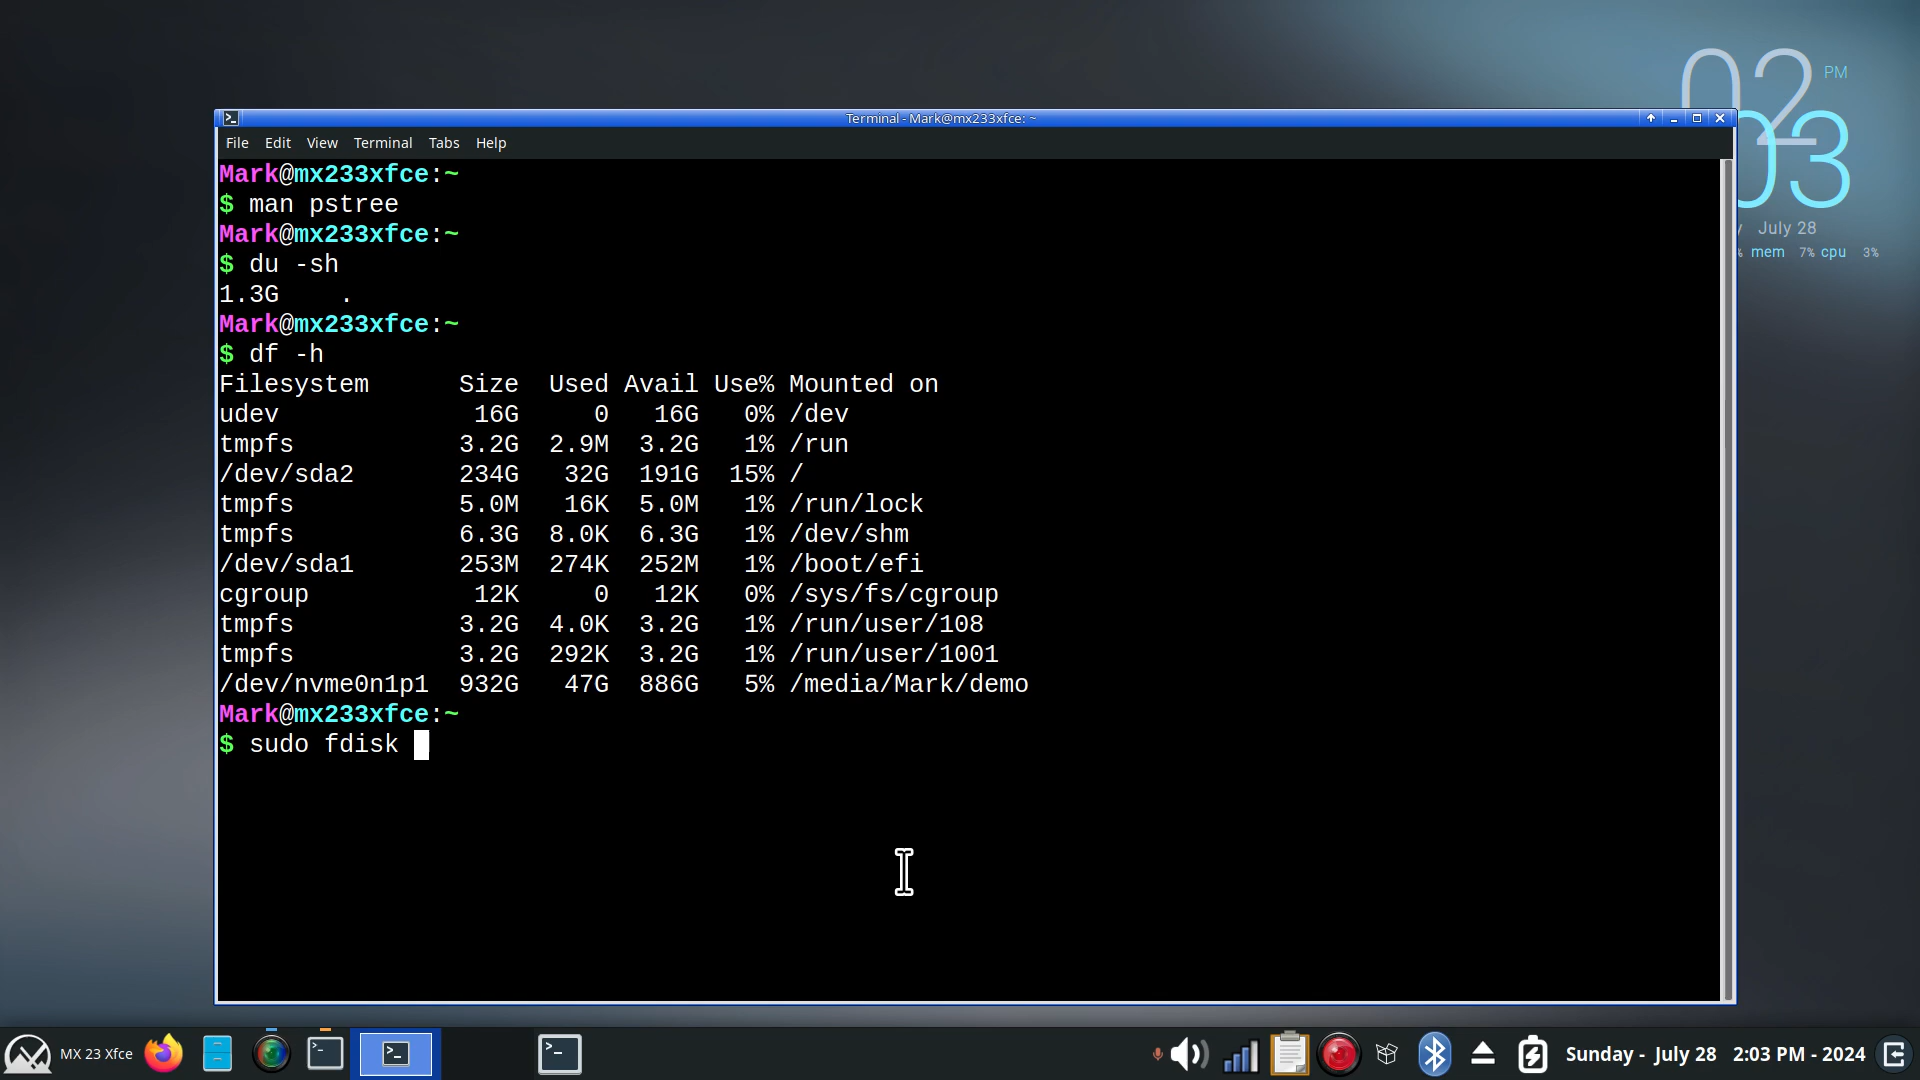 02 PM
03
y July 28
% mem 7% cpu 3%
Terminal - Mark@mx233xfce: ~
File Edit View Terminal Tabs Help
Mark@mx233xfce:~
$ man pstree
Mark@mx233xfce:~
$ du -sh
1.3G    .
Mark@mx233xfce:~
$ df -h
Filesystem      Size  Used Avail Use% Mounted on
udev             16G     0   16G   0% /dev
tmpfs           3.2G  2.9M  3.2G   1% /run
/dev/sda2       234G   32G  191G  15% /
tmpfs           5.0M   16K  5.0M   1% /run/lock
tmpfs           6.3G  8.0K  6.3G   1% /dev/shm
/dev/sda1       253M  274K  252M   1% /boot/efi
cgroup           12K     0   12K   0% /sys/fs/cgroup
tmpfs           3.2G  4.0K  3.2G   1% /run/user/108
tmpfs           3.2G  292K  3.2G   1% /run/user/1001
/dev/nvme0n1p1  932G   47G  886G   5% /media/Mark/demo
Mark@mx233xfce:~
$ sudo fdisk
MX 23 Xfce
Sunday - July 28 2:03 PM - 2024